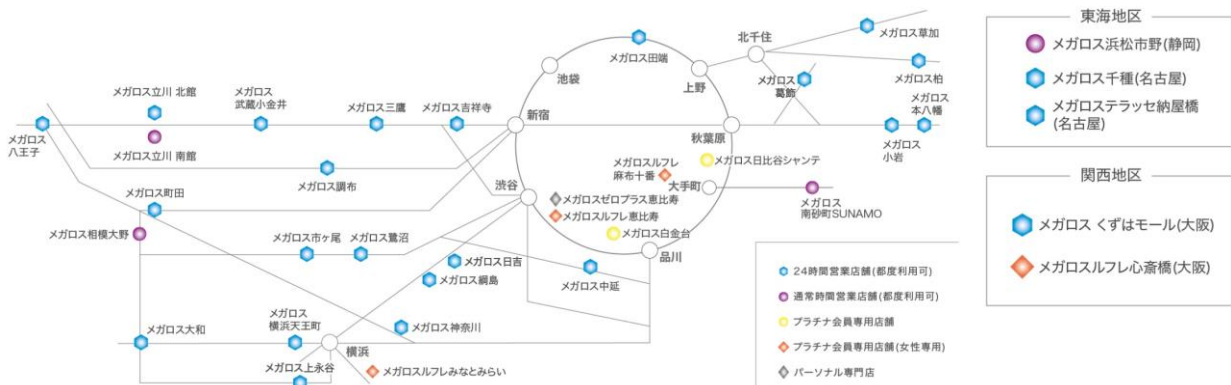 メガロス草加
北千住
メガロス田端
池袋
上野
メガロス
葛飾
メガロス柏
メガロス
本八幡
メガロス立川 北館
メガロス
武蔵小金井
メガロス三鷹
メガロス吉祥寺
新宿
メガロス
八王子
メガロス立川 南館
秋葉原
メガロス
小岩
メガロス調布
メガロスルフレ
麻布十番
メガロス日比谷シャンテ
大手町
メガロス
南砂町SUNAMO
メガロス町田
渋谷
メガロスゼロプラス恵比寿
メガロスルフレ恵比寿
メガロス白金台
メガロス相模大野
メガロス市ヶ尾
メガロス鷺沼
品川
メガロス日吉
メガロス綱島
メガロス中延
メガロス大和
メガロス
横浜天王町
メガロス神奈川
横浜
メガロス上永谷
メガロスルフレみなとみらい
24時間営業店舗(都度利用可)
通常時間営業店舗(都度利用可)
プラチナ会員専用店舗
プラチナ会員専用店舗(女性専用)
パーソナル専門店
東海地区
メガロス浜松市野(静岡)
メガロス千種(名古屋)
メガロステラッセ納屋橋
(名古屋)
関西地区
メガロス くずはモール(大阪)
メガロスルフレ心斎橋(大阪)